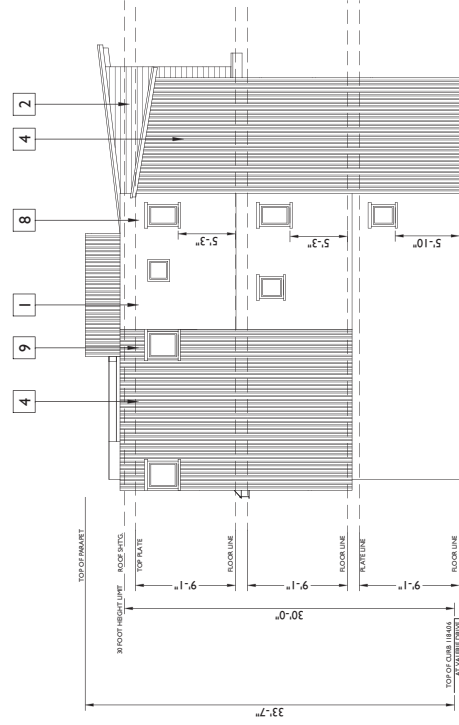 4
9
1
8
4
2
TOP OF PARAPET
30 FOOT HEIGHT LIMIT
ROOF SHT'G.
TOP PLATE
FLOOR LINE
FLOOR LINE
PLATE LINE
FLOOR LINE
9'-1"
9'-1"
9'-1"
30'-0"
33'-7"
5'-3"
5'-3"
5'-10"
TOP OF CURB